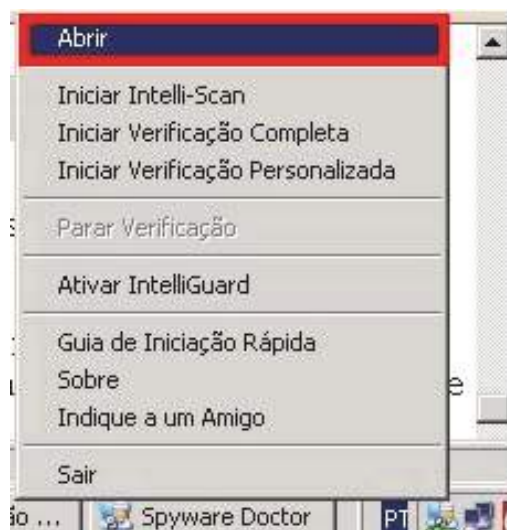 Abrir
Iniciar Intelli-Scan
Iniciar Verificação Completa
Iniciar Verificação Personalizada
Parar Verificação
Ativar IntelliGuard
Guia de Iniciação Rápida
Sobre
Indique a um Amigo
Sair
Spyware Doctor
PT